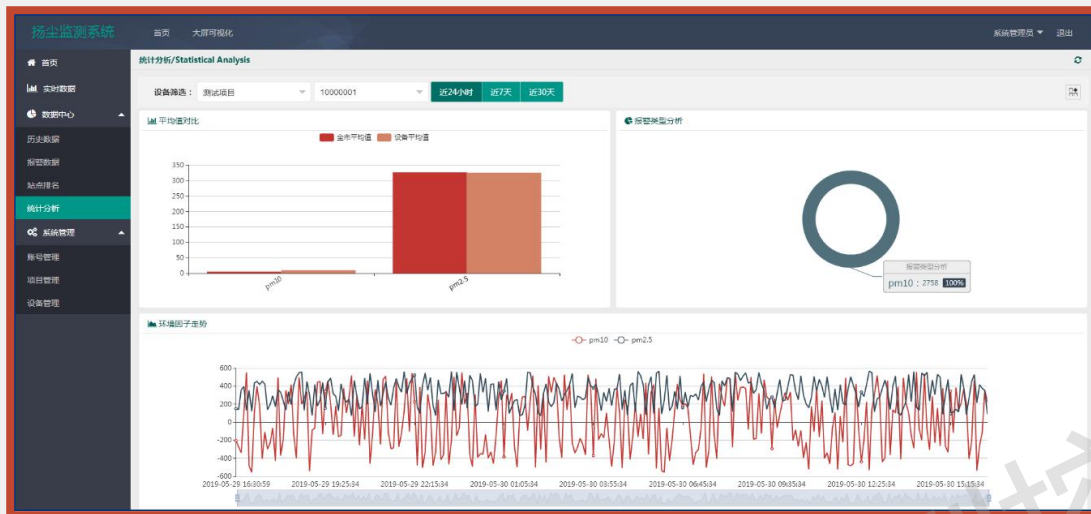 扬尘监测系统
首页 大屏可视化
系统管理员 退出
首页
实时数据
数据中心
历史数据
报警数据
站点排名
统计分析
系统管理
账号管理
项目管理
设备管理
统计分析/Statistical Analysis
设备筛选： 测试项目 10000001 近24小时 近7天 近30天
平均值对比
全市平均值 设备平均值
350
300
250
200
150
100
50
0
pm10 pm2.5
报警类型分析
报警类型分析
pm10：2758 100%
环境因子走势
pm10 pm2.5
600
400
200
0
-200
-400
-600
2019-05-29 16:30:59 2019-05-29 19:25:34 2019-05-29 22:15:34 2019-05-30 01:05:34 2019-05-30 03:55:34 2019-05-30 06:45:34 2019-05-30 09:35:34 2019-05-30 12:25:34 2019-05-30 15:15:34